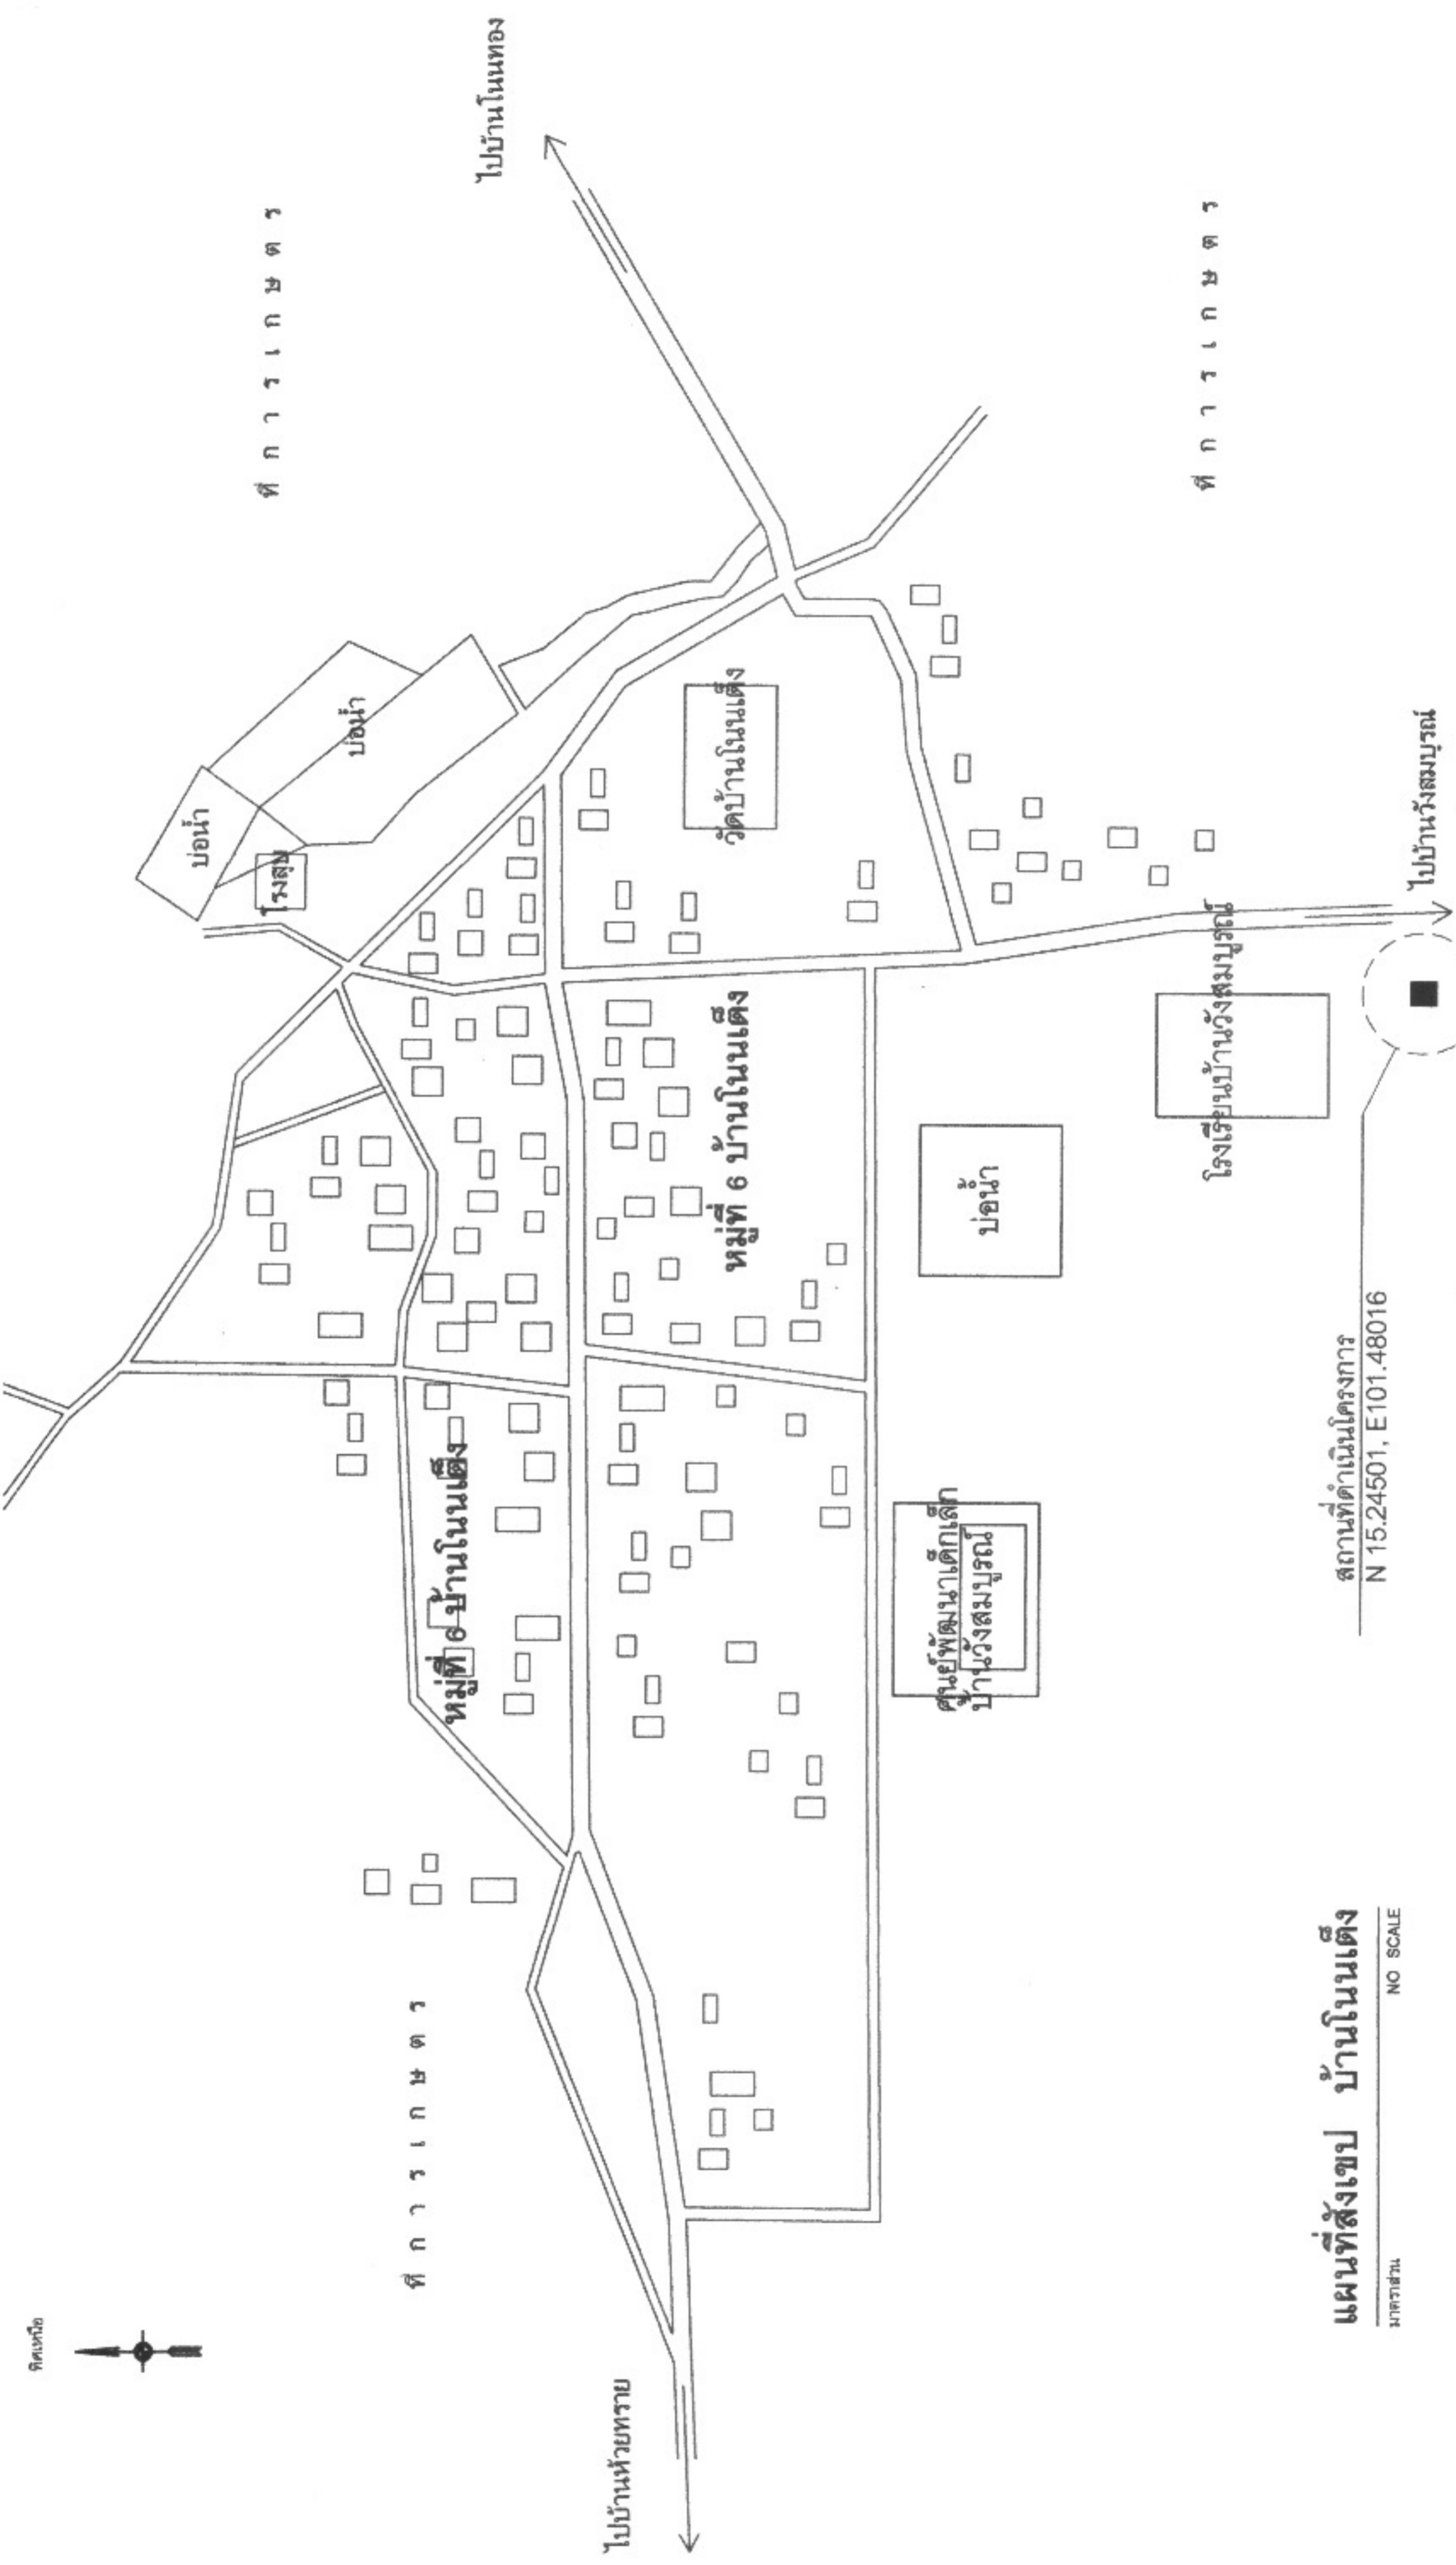 ทิศเหนือ
ที่การเกษตร
ไปบ้านห้วยทราย
หมู่ที่ 6 บ้านโนนเต็ง
บ่อน้ำ
โรงสูบ
บ่อน้ำ
ที่การเกษตร
ไปบ้านโนนทอง
วัดบ้านโนนเต็ง
หมู่ที่ 6 บ้านโนนเต็ง
ศูนย์พัฒนาเด็กเล็ก
บ้านวังสมบูรณ์
บ่อน้ำ
โรงเรียนบ้านวังสมบูรณ์
ที่การเกษตร
ไปบ้านวังสมบูรณ์
สถานที่ดำเนินโครงการ
N 15.24501, E101.48016
แผนที่สังเขป บ้านโนนเต็ง
มาตราส่วน NO SCALE